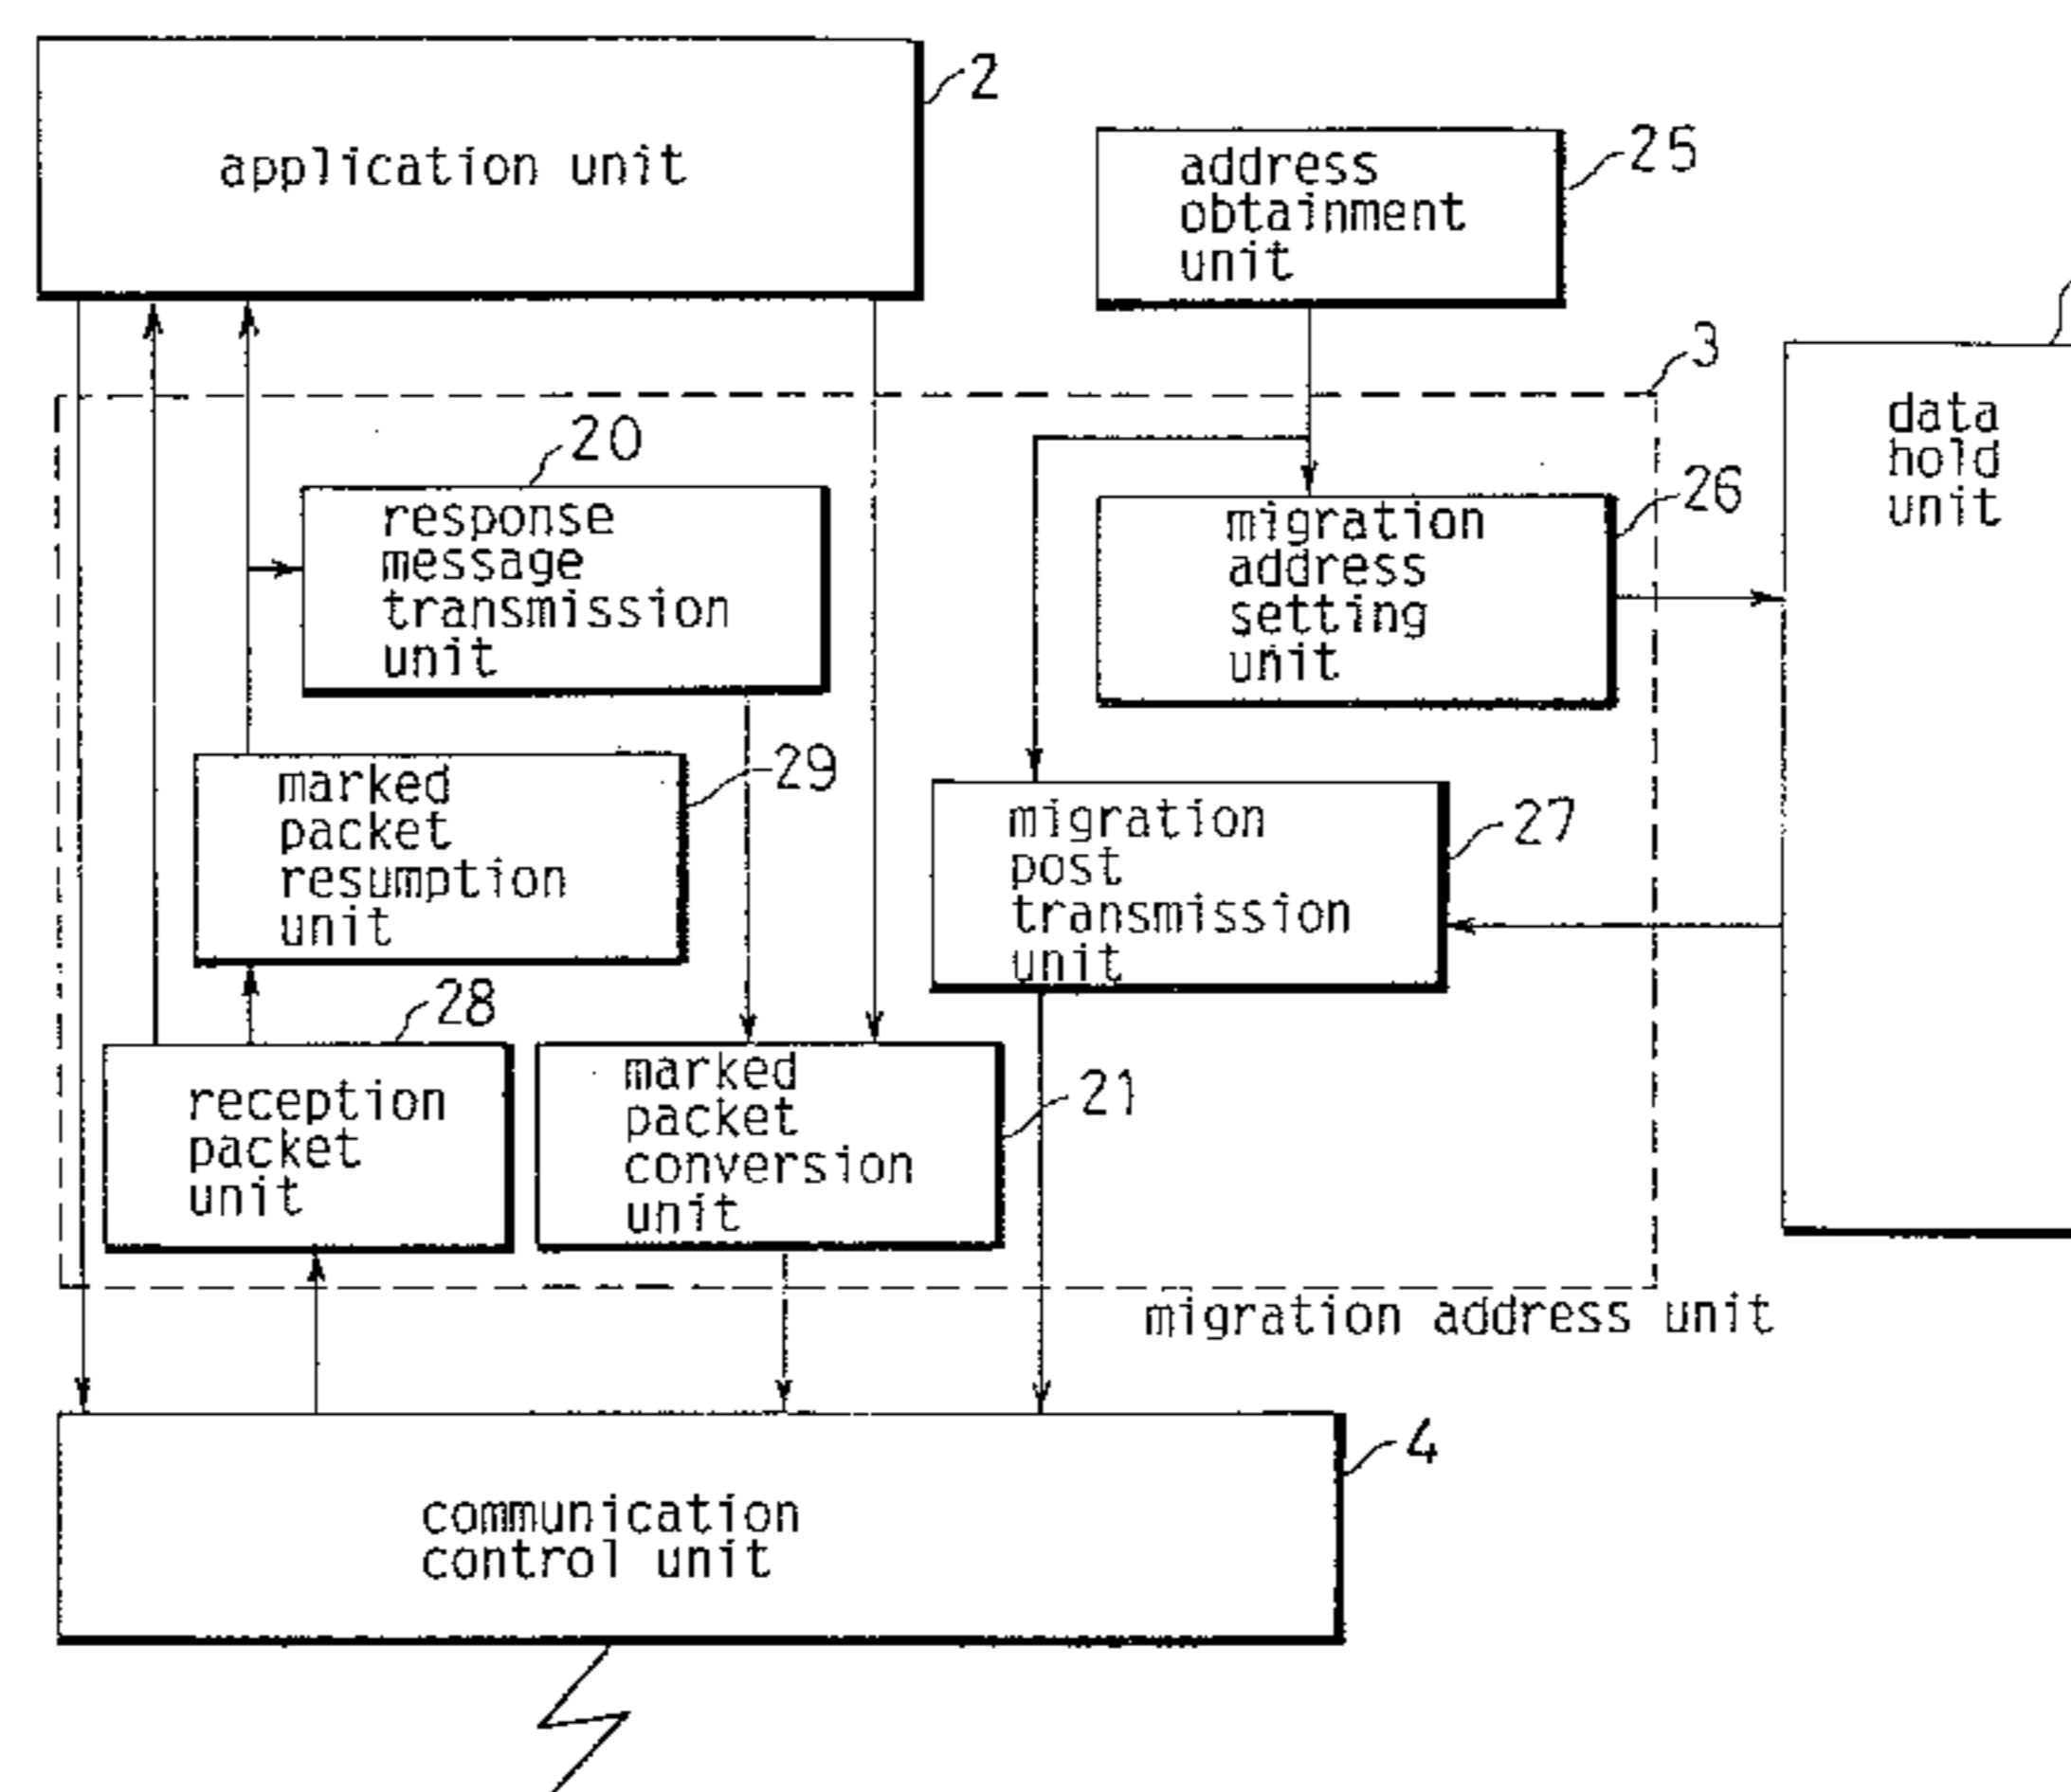 2
application unit
25
address
obtainment
unit
3
data
hold
unit
20
response
message
transmission
unit
26
migration
address
setting
unit
29
marked
packet
resumption
unit
27
migration
post
transmission
unit
28
reception
packet
unit
21
marked
packet
conversion
unit
migration address unit
4
communication
control unit